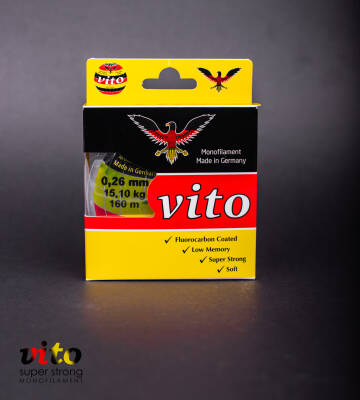 vito
Monofilament
Made in Germany
Made in German
0,26 mm
15,10 kg
160 m
vito
✓ Fluorocarbon Coated
✓ Low Memory
✓ Super Strong
✓ Soft
vito
super strong
MONOFILAMENT